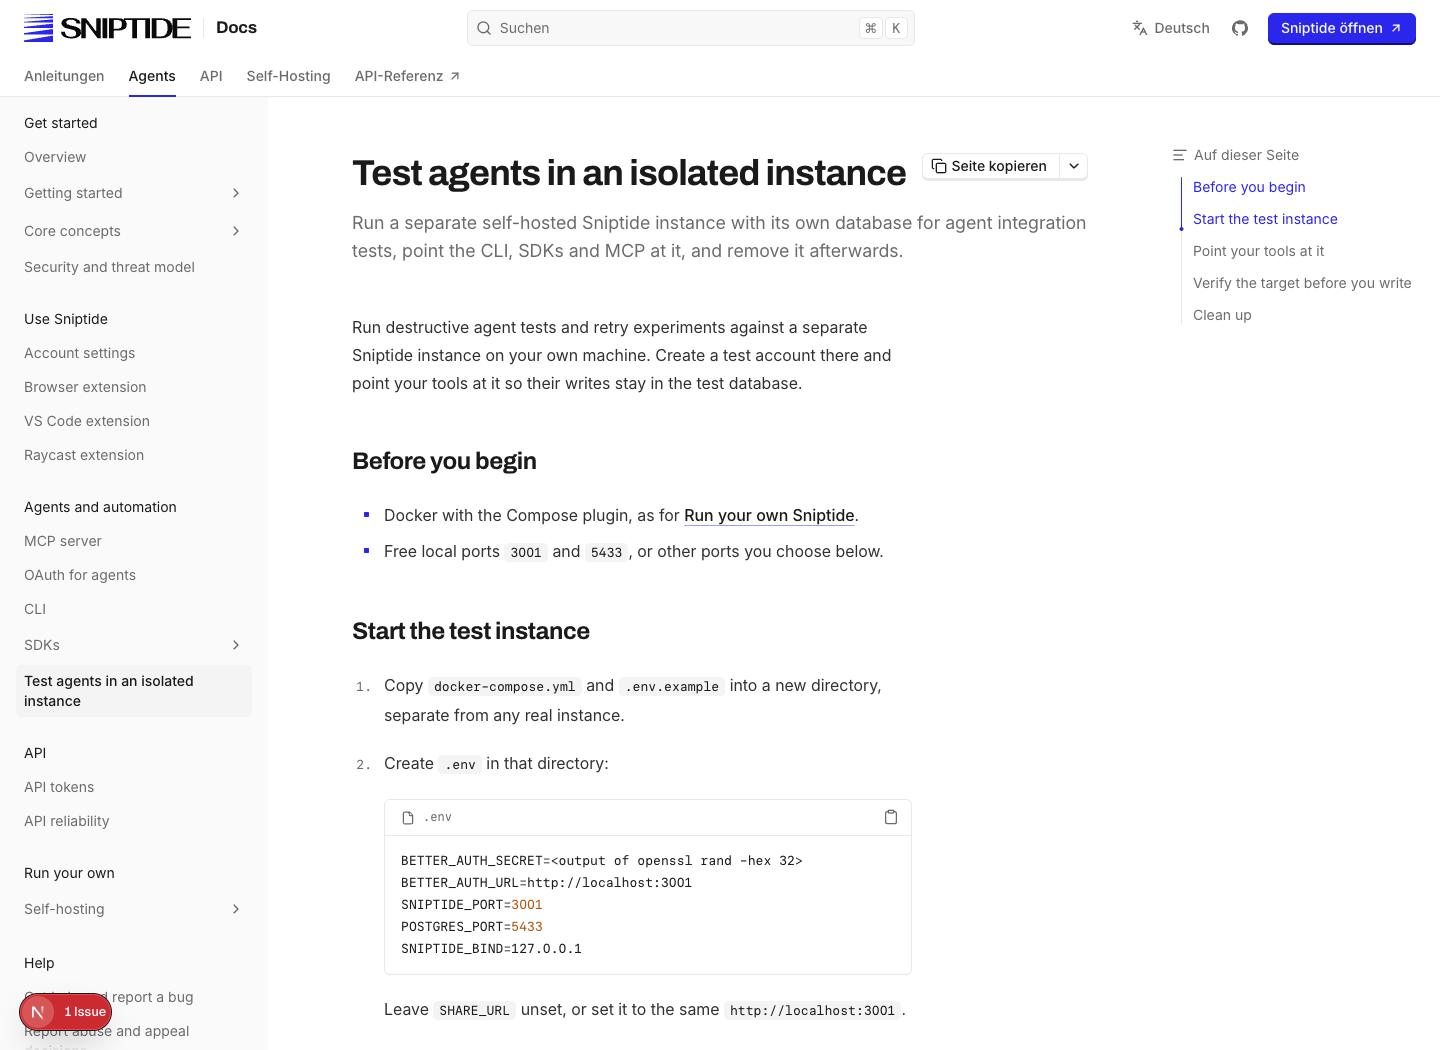 SNIPTIDE Docs
Suchen ⌘ K
Deutsch
Sniptide öffnen
Anleitungen Agents API Self-Hosting API-Referenz
Get started
Overview
Getting started
Core concepts
Security and threat model
Use Sniptide
Account settings
Browser extension
VS Code extension
Raycast extension
Agents and automation
MCP server
OAuth for agents
CLI
SDKs
Test agents in an isolated
instance
API
API tokens
API reliability
Run your own
Self-hosting
Help
report a bug
Report abuse and appeal
N 1 Issue
Test agents in an isolated instance
Seite kopieren
Run a separate self-hosted Sniptide instance with its own database for agent integration
tests, point the CLI, SDKs and MCP at it, and remove it afterwards.
Run destructive agent tests and retry experiments against a separate
Sniptide instance on your own machine. Create a test account there and
point your tools at it so their writes stay in the test database.
Before you begin
Docker with the Compose plugin, as for Run your own Sniptide.
Free local ports 3001 and 5433, or other ports you choose below.
Start the test instance
1. Copy docker-compose.yml and .env.example into a new directory,
separate from any real instance.
2. Create .env in that directory:
.env
BETTER_AUTH_SECRET=<output of openssl rand -hex 32>
BETTER_AUTH_URL=http://localhost:3001
SNIPTIDE_PORT=3001
POSTGRES_PORT=5433
SNIPTIDE_BIND=127.0.0.1
Leave SHARE_URL unset, or set it to the same http://localhost:3001.
Auf dieser Seite
Before you begin
Start the test instance
Point your tools at it
Verify the target before you write
Clean up